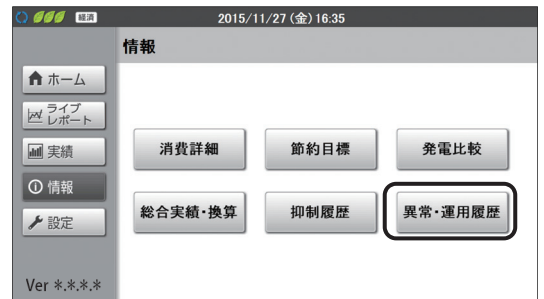 経済 2015/11/27(金)16:35
情報
ホーム
ライブ
レポート
実績
情報
設定
消費詳細 節約目標 発電比較
総合実績・換算 抑制履歴 異常・運用履歴
Ver *.*.*.*